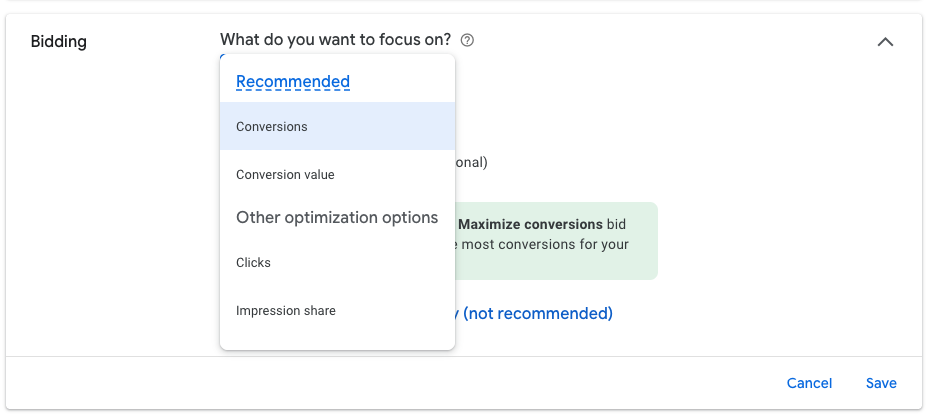 Bidding
What do you want to focus on?
Recommended
Conversions
Conversion value
onal)
Other optimization options
Maximize conversions bid
most conversions for your
Clicks
Impression share
(not recommended)
Cancel
Save